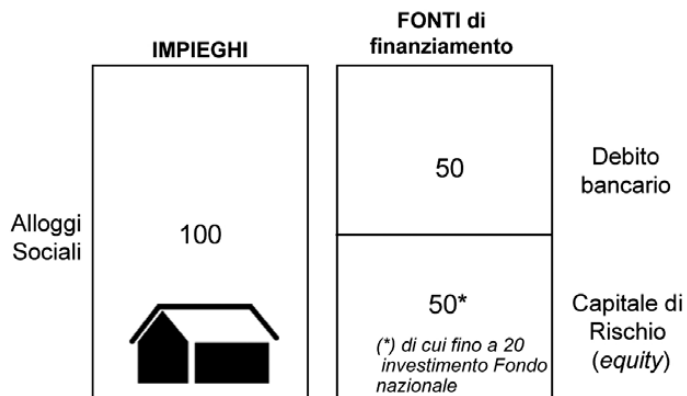 IMPIEGHI
FONTI di
finanziamento
Alloggi
Sociali
100
50
Debito
bancario
50*
(*) di cui fino a 20
investimento Fondo
nazionale
Capitale di
Rischio
(equity)